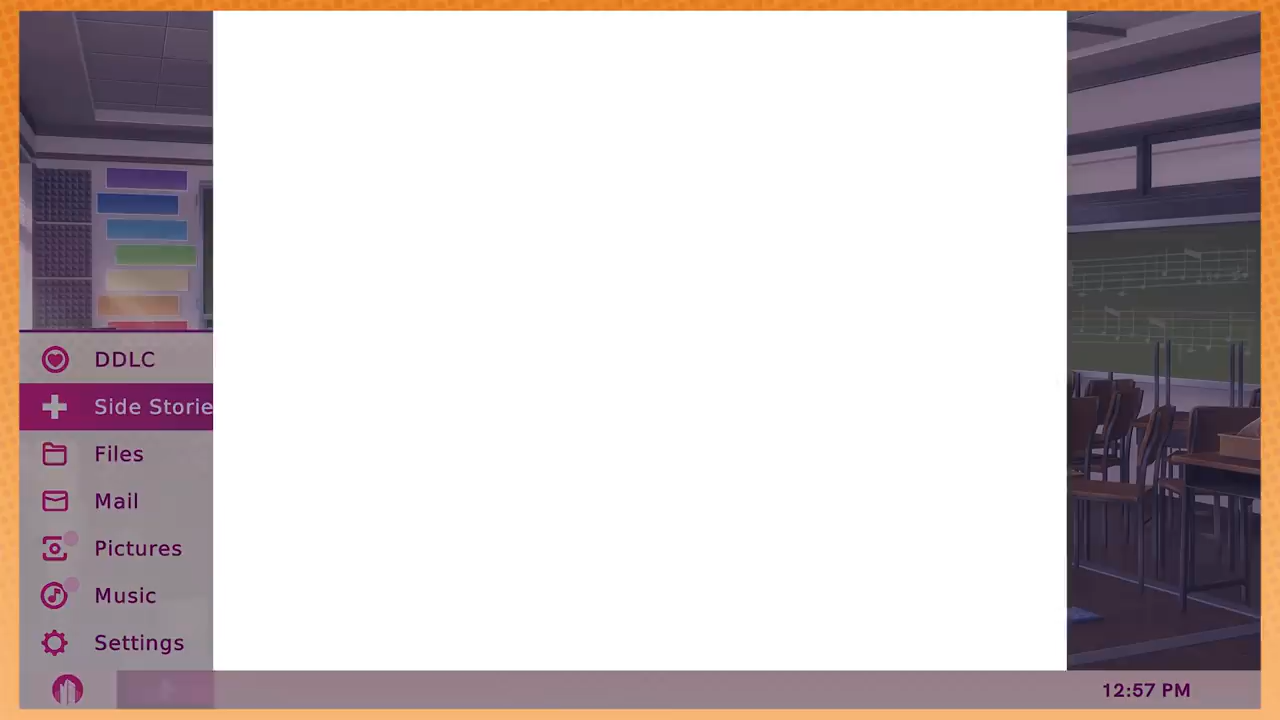 DDLC
Side Storie
Files
Mail
Pictures
Music
Settings
12:57 PM